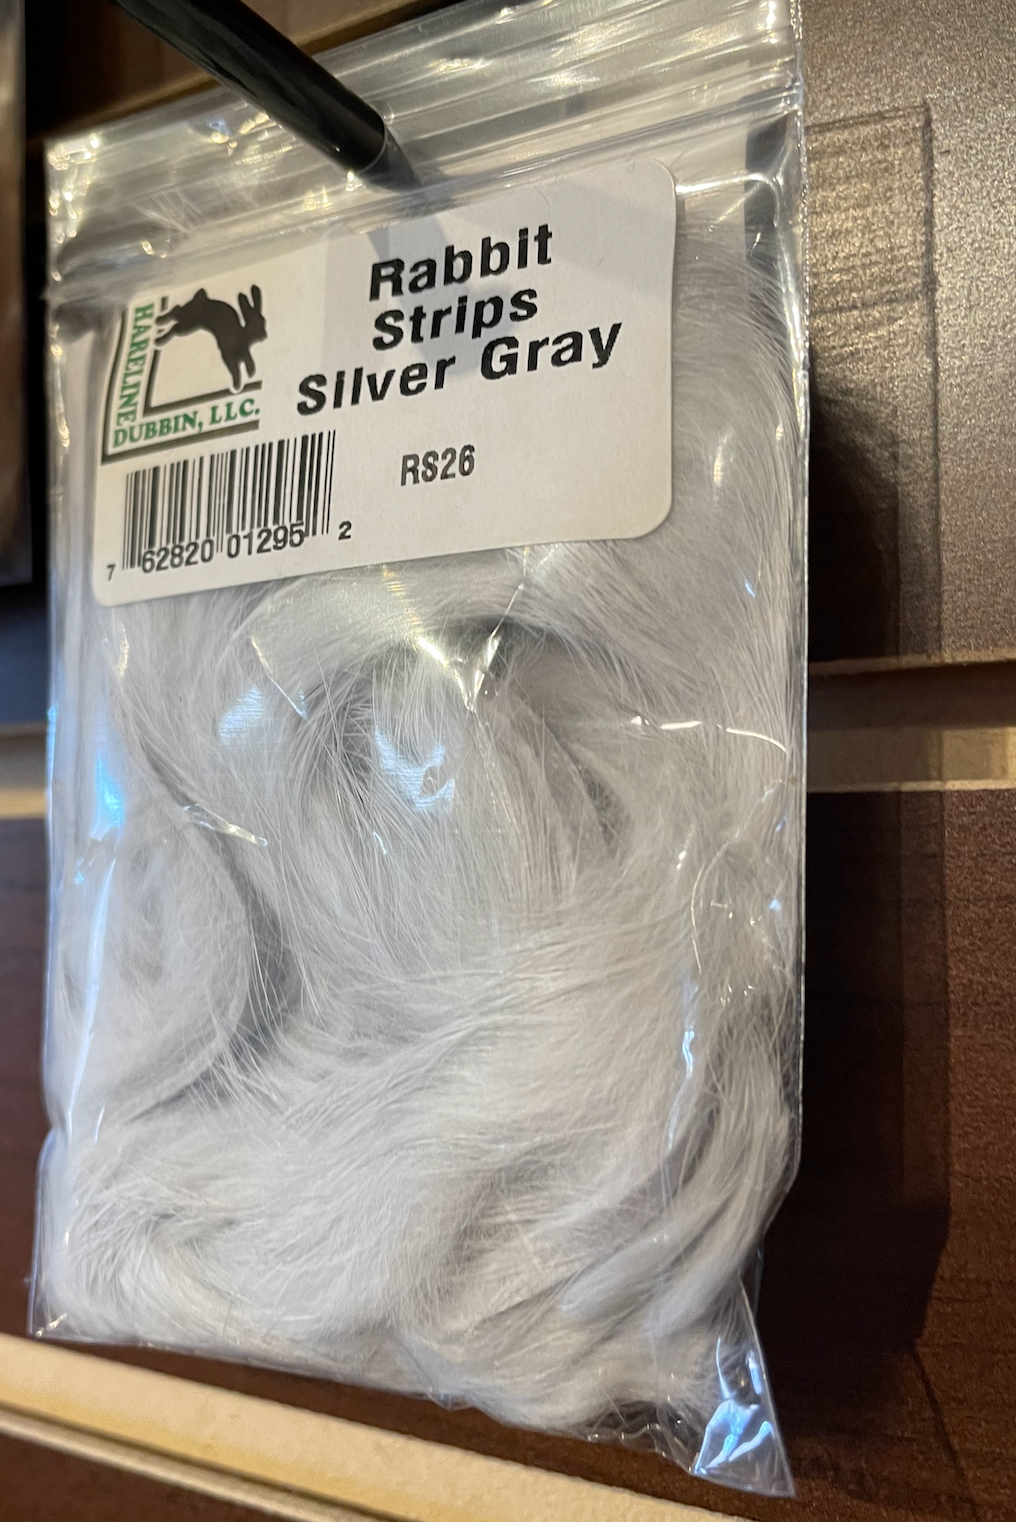 HARELINE
DUBBIN, LLC.
Rabbit
Strips
Silver Gray
RS26
7 62820 01295 2